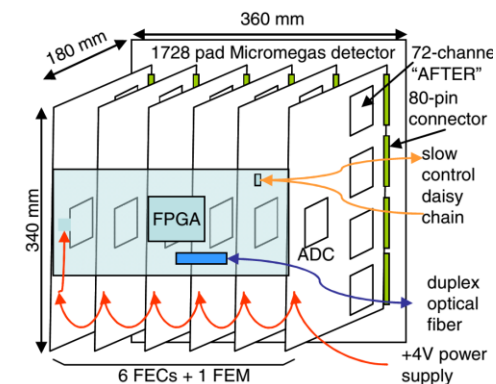 360 mm
180 mm
1728 pad Micromegas detector
72-channel
“AFTER”
80-pin
connector
slow
control
daisy
chain
FPGA
340 mm
ADC
duplex
optical
fiber
+4V power
supply
6 FECs + 1 FEM